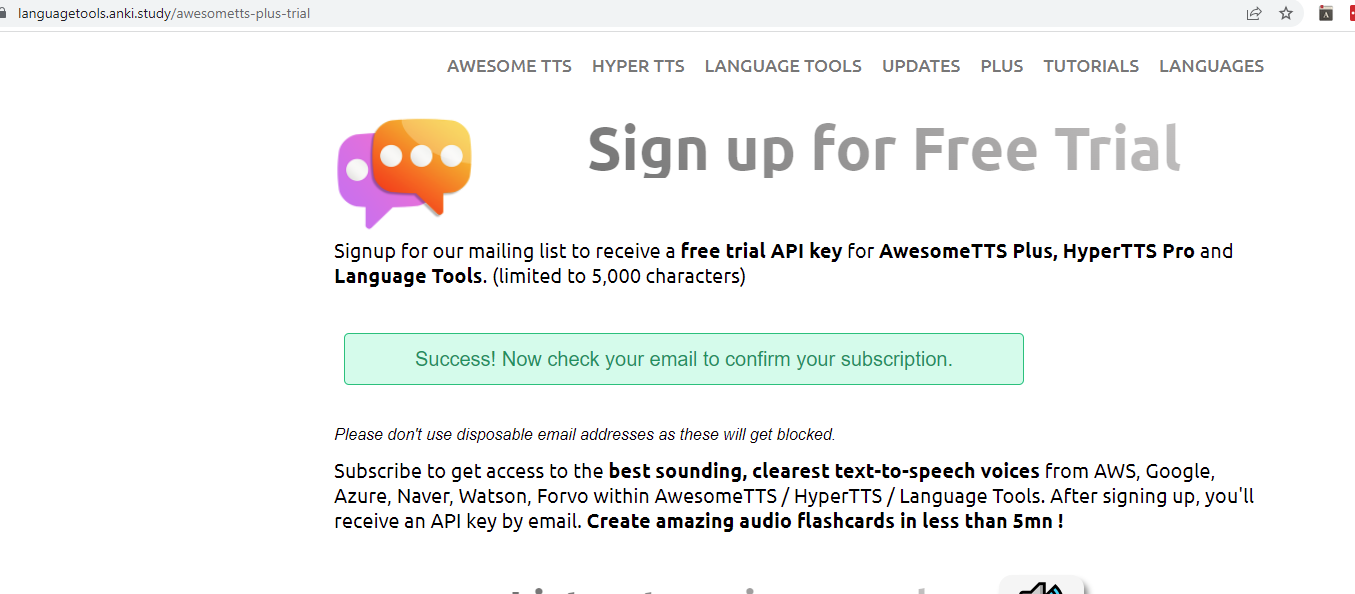 languagetools.anki.study/awesometts-plus-trial
AWESOME TTS HYPER TTS LANGUAGE TOOLS UPDATES PLUS TUTORIALS LANGUAGES
Sign up for Free Trial
Signup for our mailing list to receive a free trial API key for AwesomeTTS Plus, HyperTTS Pro and
Language Tools. (limited to 5,000 characters)
Success! Now check your email to confirm your subscription.
Please don't use disposable email addresses as these will get blocked.
Subscribe to get access to the best sounding, clearest text-to-speech voices from AWS, Google,
Azure, Naver, Watson, Forvo within AwesomeTTS / HyperTTS / Language Tools. After signing up, you'll
receive an API key by email. Create amazing audio flashcards in less than 5mn !